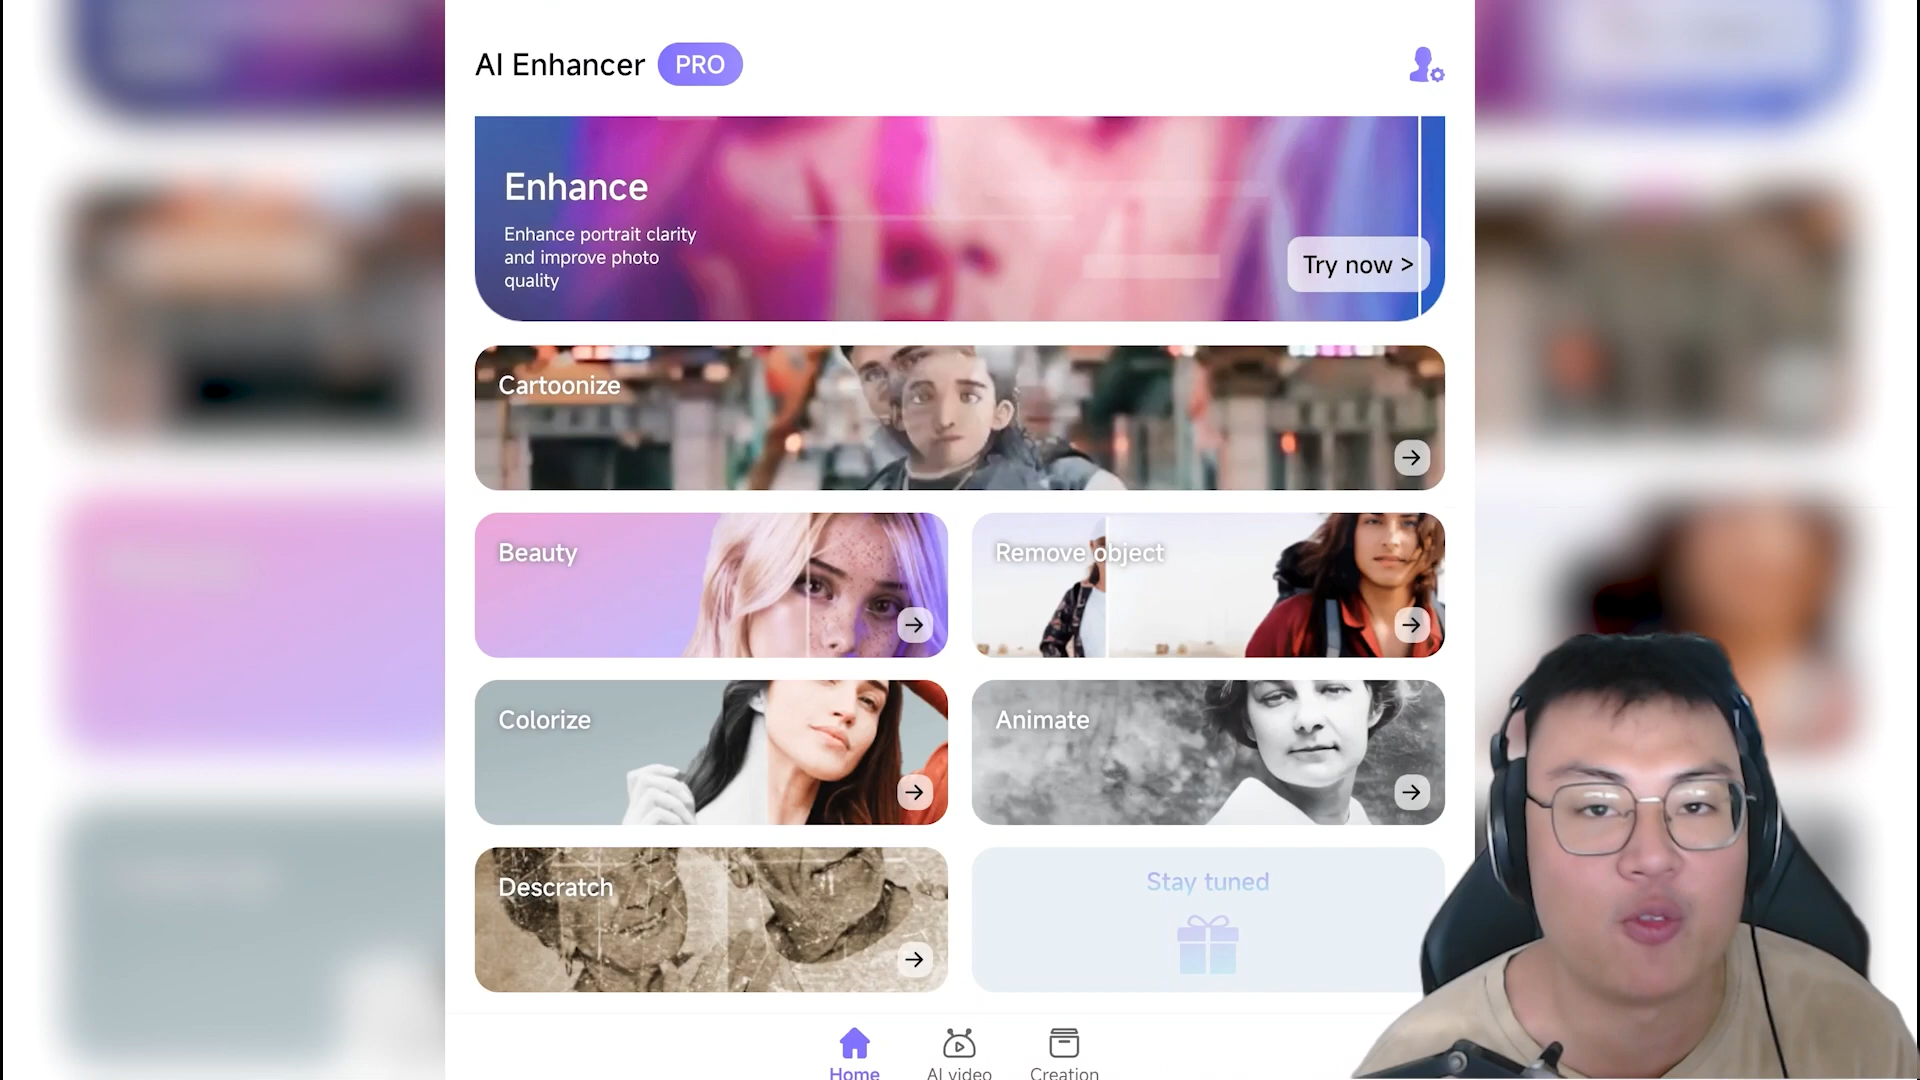 AI Enhancer PRO
Enhance
Enhance portrait clarity
and improve photo
quality
Try now >
Cartoonize
Beauty
Remove object
Colorize
Animate
Descratch
Stay tuned
Home
AI video
Creation